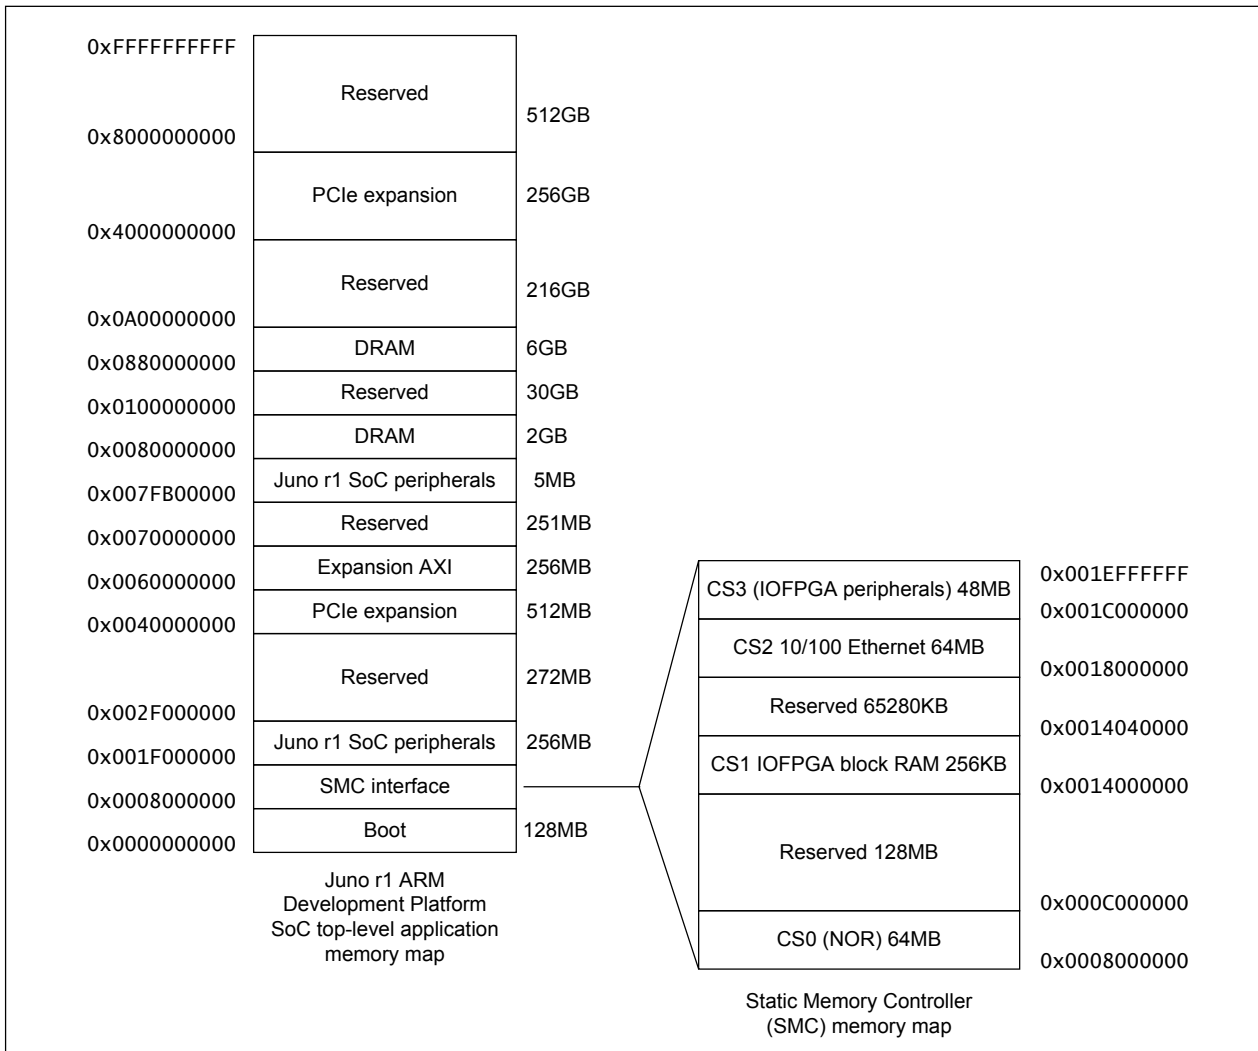 0xFFFFFFFFFF
Reserved
512GB
0x8000000000
PCIe expansion
256GB
0x4000000000
Reserved
216GB
0x0A00000000
DRAM
6GB
0x0880000000
Reserved
30GB
0x0100000000
DRAM
2GB
0x0080000000
Juno r1 SoC peripherals
5MB
0x007FB00000
Reserved
251MB
0x0070000000
Expansion AXI
256MB
0x0060000000
PCIe expansion
512MB
0x0040000000
Reserved
272MB
0x002F000000
Juno r1 SoC peripherals
256MB
0x001F000000
SMC interface
0x0008000000
Boot
128MB
0x0000000000
Juno r1 ARM
Development Platform
SoC top-level application
memory map
CS3 (IOFPGA peripherals) 48MB
0x001EFFFFFF
0x001C000000
CS2 10/100 Ethernet 64MB
0x0018000000
Reserved 65280KB
0x0014040000
CS1 IOFPGA block RAM 256KB
0x0014000000
Reserved 128MB
0x000C000000
CS0 (NOR) 64MB
0x0008000000
Static Memory Controller
(SMC) memory map